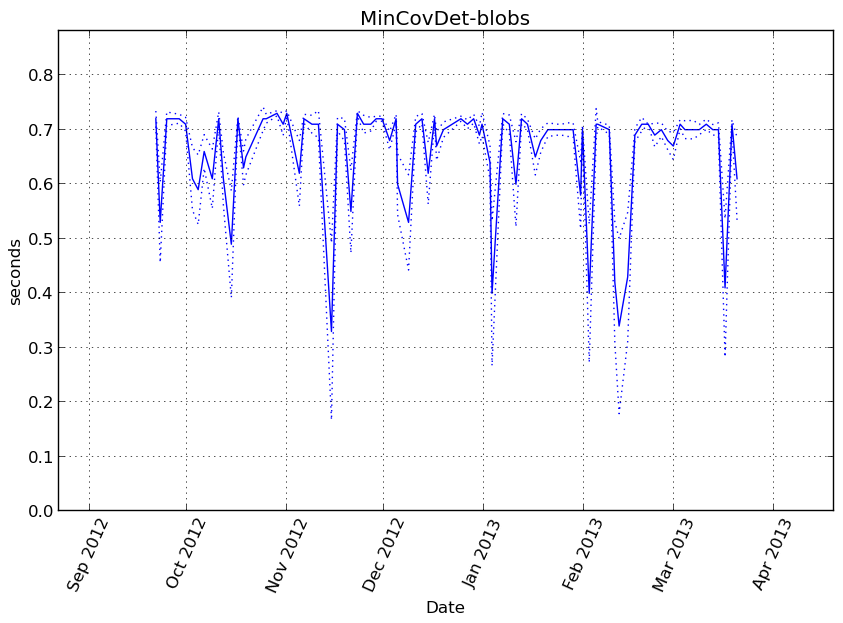 MinCovDet-blobs
seconds
0.8
0.7
0.6
0.5
0.4
0.3
0.2
0.1
0.0
Sep 2012
Oct 2012
Nov 2012
Dec 2012
Jan 2013
Feb 2013
Mar 2013
Apr 2013
Date